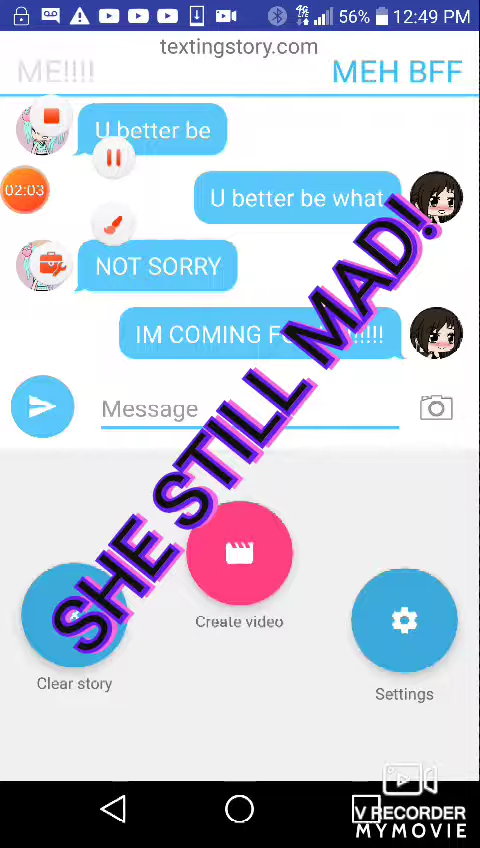 4G
56% 12:49 PM
textingstory.com
ME!!!! MEH BFF
U better be
02:03
U better be what
NOT SORRY
IM COMING
!!!!!!
SHE STILL MAD!
Message
Create video
Clear story
Settings
V RECORDER
MYMOVIE